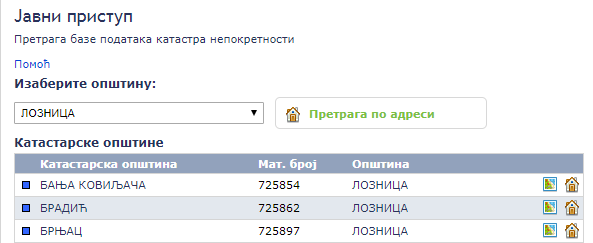 Јавни приступ
Претрага базе података катастра непокретности
Помоћ
Изаберите општину:
ЛОЗНИЦА
Претрага по адреси
Катастарске општине
Катастарска општина Мат. број Општина
БАЊА КОВИЉАЧА 725854 ЛОЗНИЦА
БРАДИЋ 725862 ЛОЗНИЦА
БРЊАЦ 725897 ЛОЗНИЦА